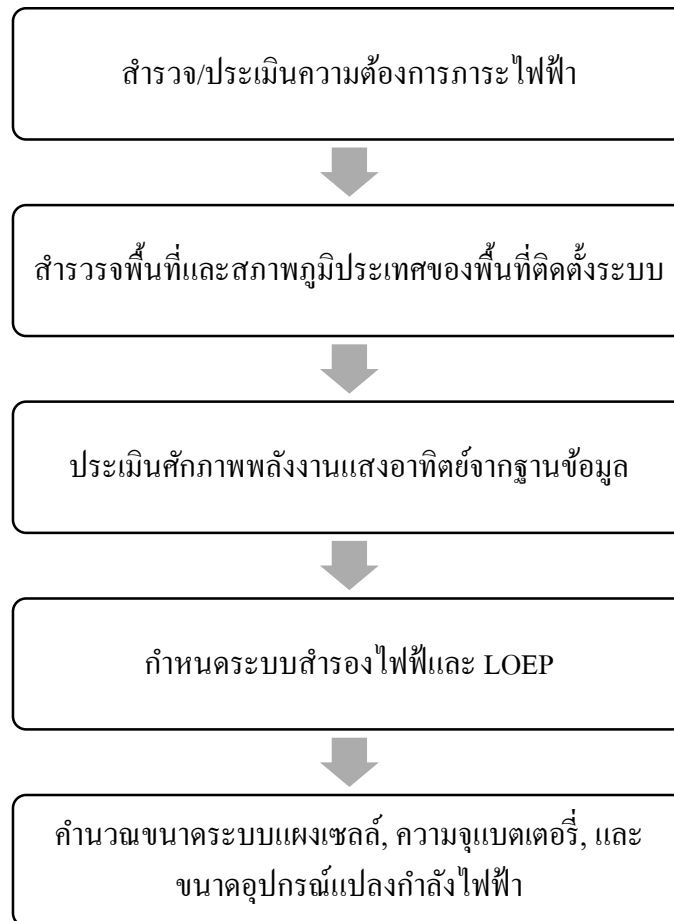 สำรวจ/ประเมินความต้องการภาระไฟฟ้า
สำรวรจพื้นที่และสภาพภูมิประเทศของพื้นที่ติดตั้งระบบ
ประเมินศักภาพพลังงานแสงอาทิตย์จากฐานข้อมูล
กำหนดระบบสำรองไฟฟ้และ LOEP
คำนวณขนาดระบบแผงเซลล์, ความจุแบตเตอรี่, และ
ขนาดอุปกรณ์แปลงกำลังไฟฟ้า